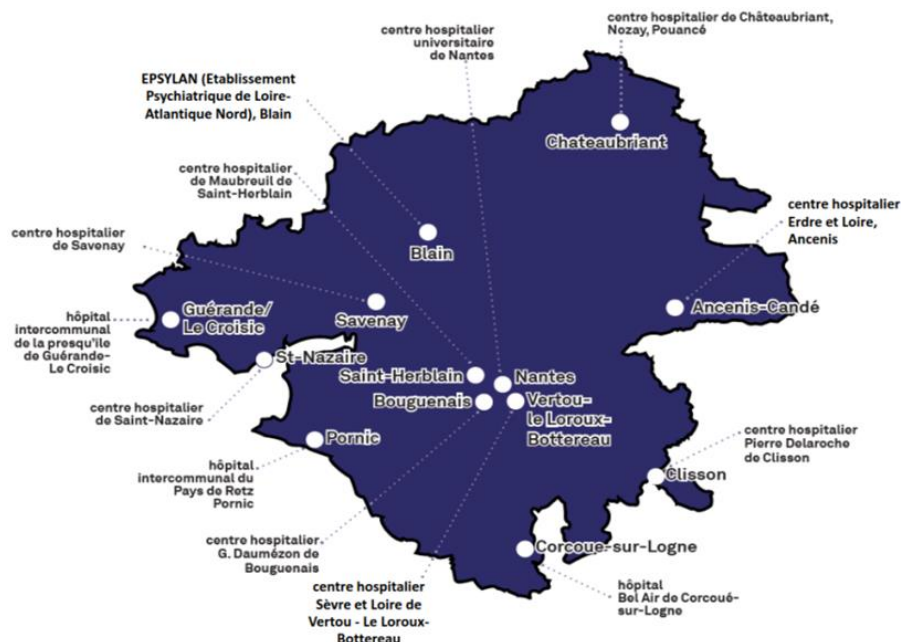 centre hospitalier de Châteaubriant,
Nozay, Pouancé
centre hospitalier
universitaire
de Nantes
EPSYLAN (Etablissement
Psychiatrique de Loire-
Atlantique Nord), Blain
Chateaubriant
centre hospitalier
de Maubreuil de
Saint-Herblain
centre hospitalier
Erdre et Loire,
Ancenis
centre hospitalier
de Savenay
Blain
Guérande/
Le Croisic
Savenay
Ancenis-Candé
hôpital
intercommunal
de la presqu'île
de Guérande-
Le Croisic
St-Nazaire
Saint-Herblain
Nantes
Bouguenais
Vertou-
le Loroux-
Bottereau
centre hospitalier
de Saint-Nazaire
Pornic
centre hospitalier
Pierre Delaroche
de Clisson
Clisson
hôpital
intercommunal du
Pays de Retz
Pornic
centre hospitalier
G. Daumézon de
Bouguenais
Corcoue-sur-Logne
centre hospitalier
Sèvre et Loire de
Vertou - Le Loroux-
Bottereau
hôpital
Bel Air de Corcoué-
sur-Logne